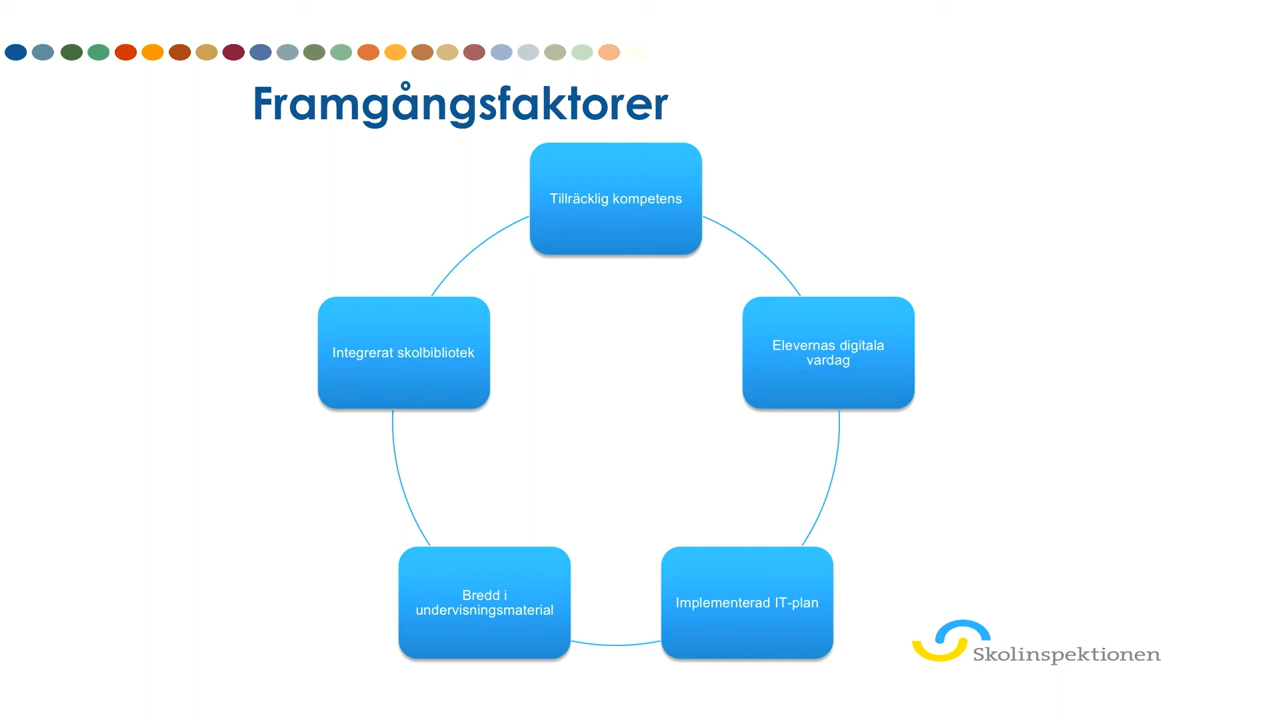 Framgångsfaktorer
Tillräcklig kompetens
Integrerat skolbibliotek
Elevernas digitala
vardag
Bredd i
undervisningsmaterial
Implementerad IT-plan
Skolinspektionen